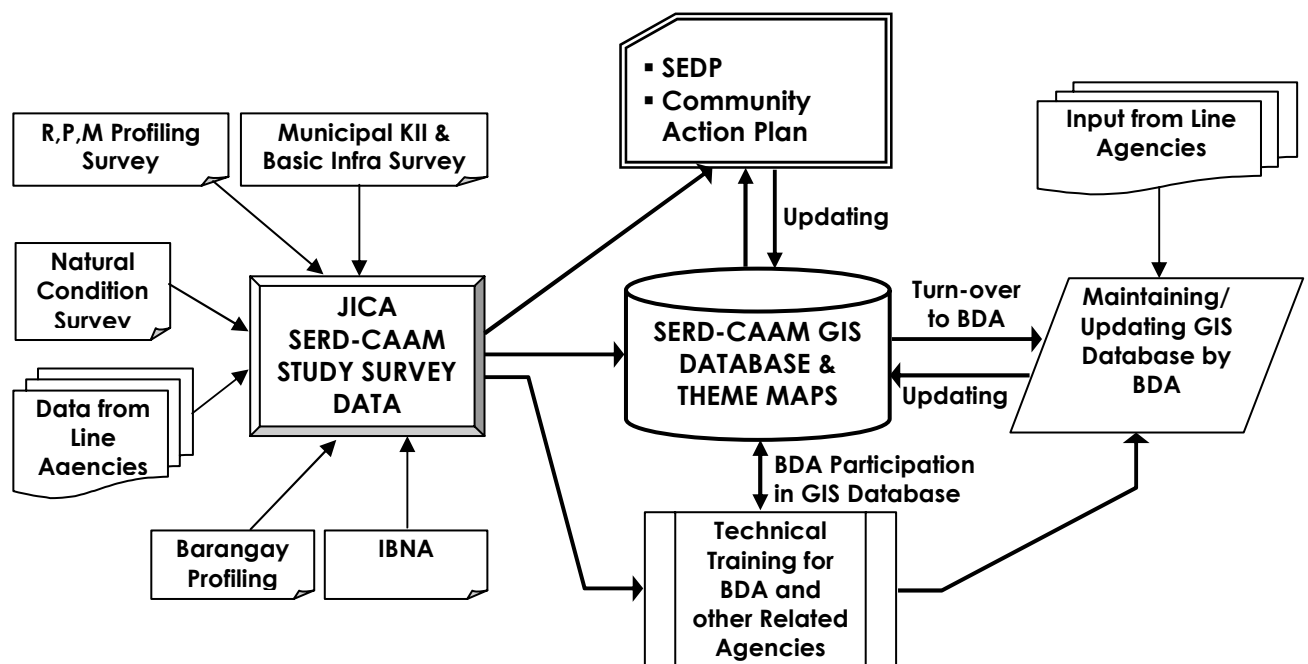 R,P,M Profiling
Survey
Municipal KII &
Basic Infra Survey
▪ SEDP
▪ Community
Action Plan
Input from Line
Agencies
Natural
Condition
Survey
Data from
Line
Agencies
JICA
SERD-CAAM
STUDY SURVEY
DATA
Updating
SERD-CAAM GIS
DATABASE &
THEME MAPS
Turn-over
to BDA
Updating
Maintaining/
Updating GIS
Database by
BDA
Barangay
Profiling
IBNA
BDA Participation
in GIS Database
Technical
Training for
BDA and
other Related
Agencies